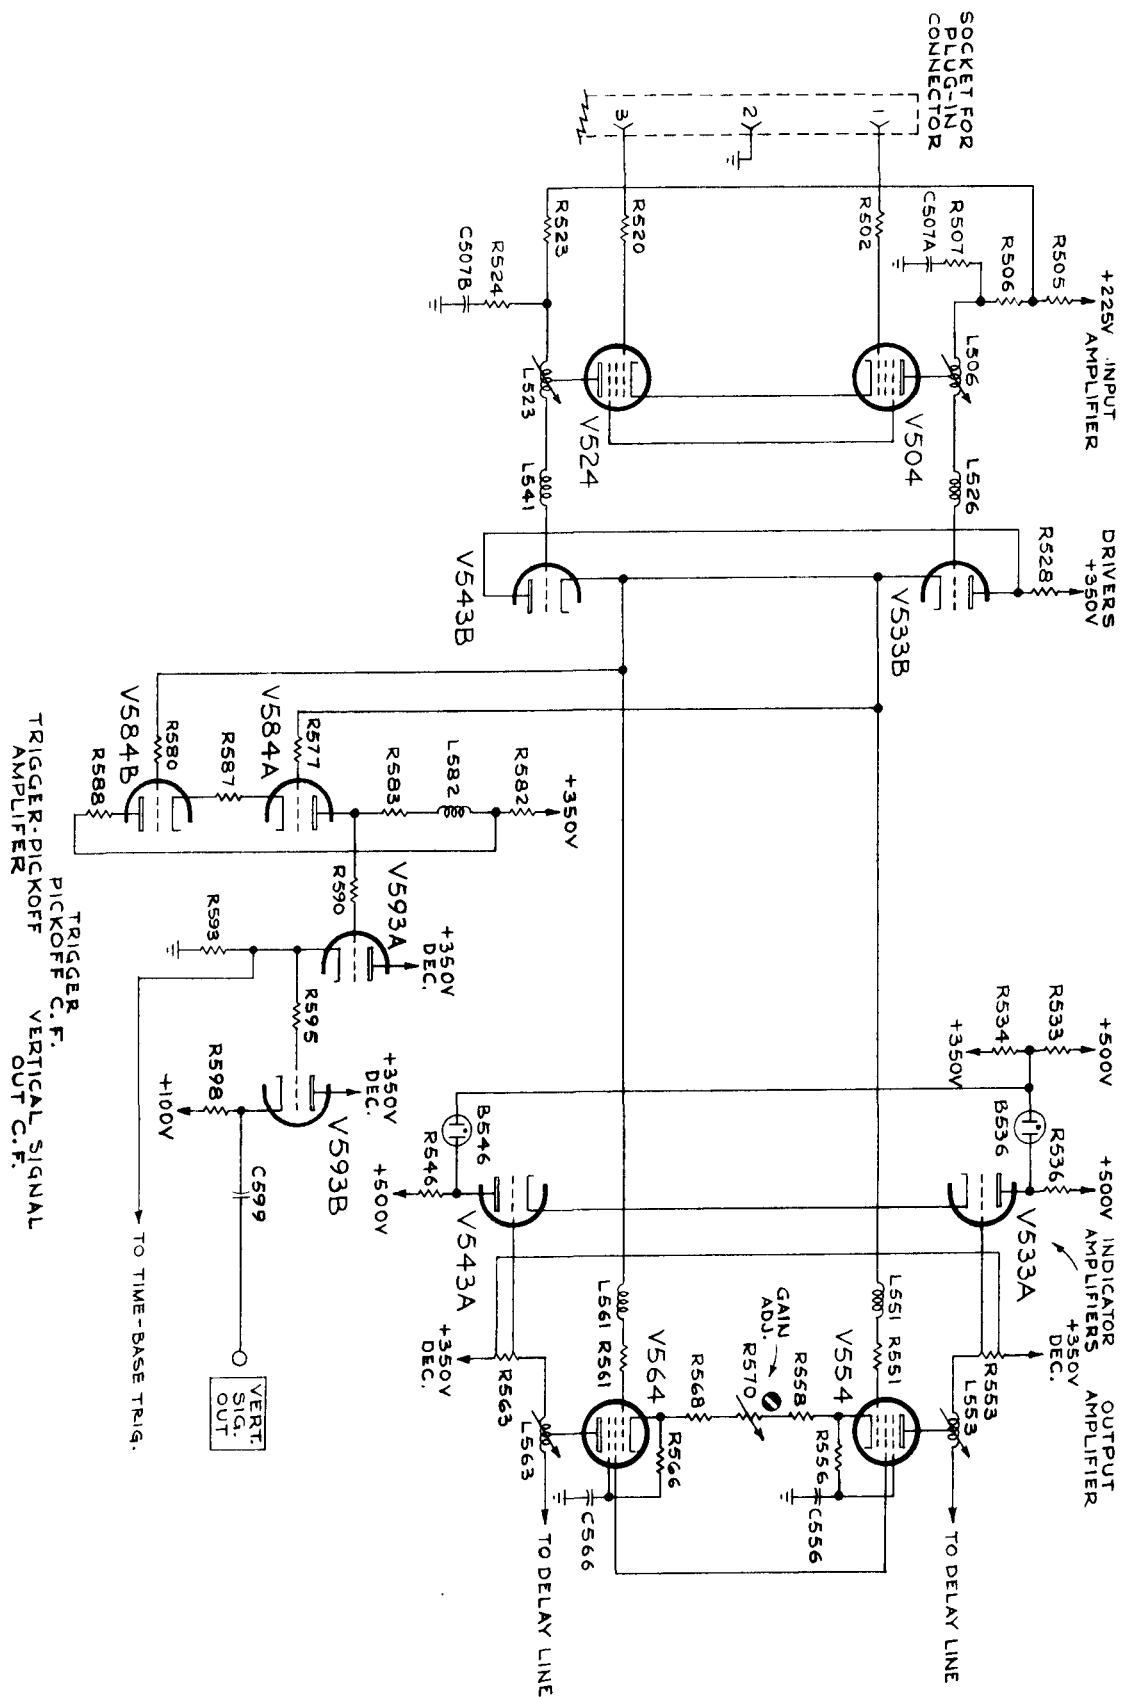 SOCKET FOR
PLUG-IN
CONNECTOR
1
2
3
+225V INPUT
AMPLIFIER
DRIVERS
+350V
+500V
+500V INDICATOR
AMPLIFIERS
+350V
DEC.
OUTPUT
AMPLIFIER
R505
R506
R507
C507A
L506
L526
R528
R533
R534
+350V
B536
R536
V533A
R553
L553
TO DELAY LINE
R502
V504
V533B
L551
R551
V554
R556
C556
R558
GAIN
ADJ.
R570
R568
R520
V524
V564
R566
C566
L561
R561
R523
L523
L541
R524
C507B
V543B
B546
R546
+500V
V543A
+350V
DEC.
R563
L563
TO DELAY LINE
+350V
R582
L582
R583
R577
V584A
R587
R580
V584B
R588
R590
V593A
+350V
DEC.
R593
R595
+350V
DEC.
V593B
R598
+100V
C599
VERT.
SIG.
OUT
TO TIME-BASE TRIG.
TRIGGER-PICKOFF
AMPLIFER
TRIGGER
PICKOFF C.F.
VERTICAL SIGNAL
OUT C.F.